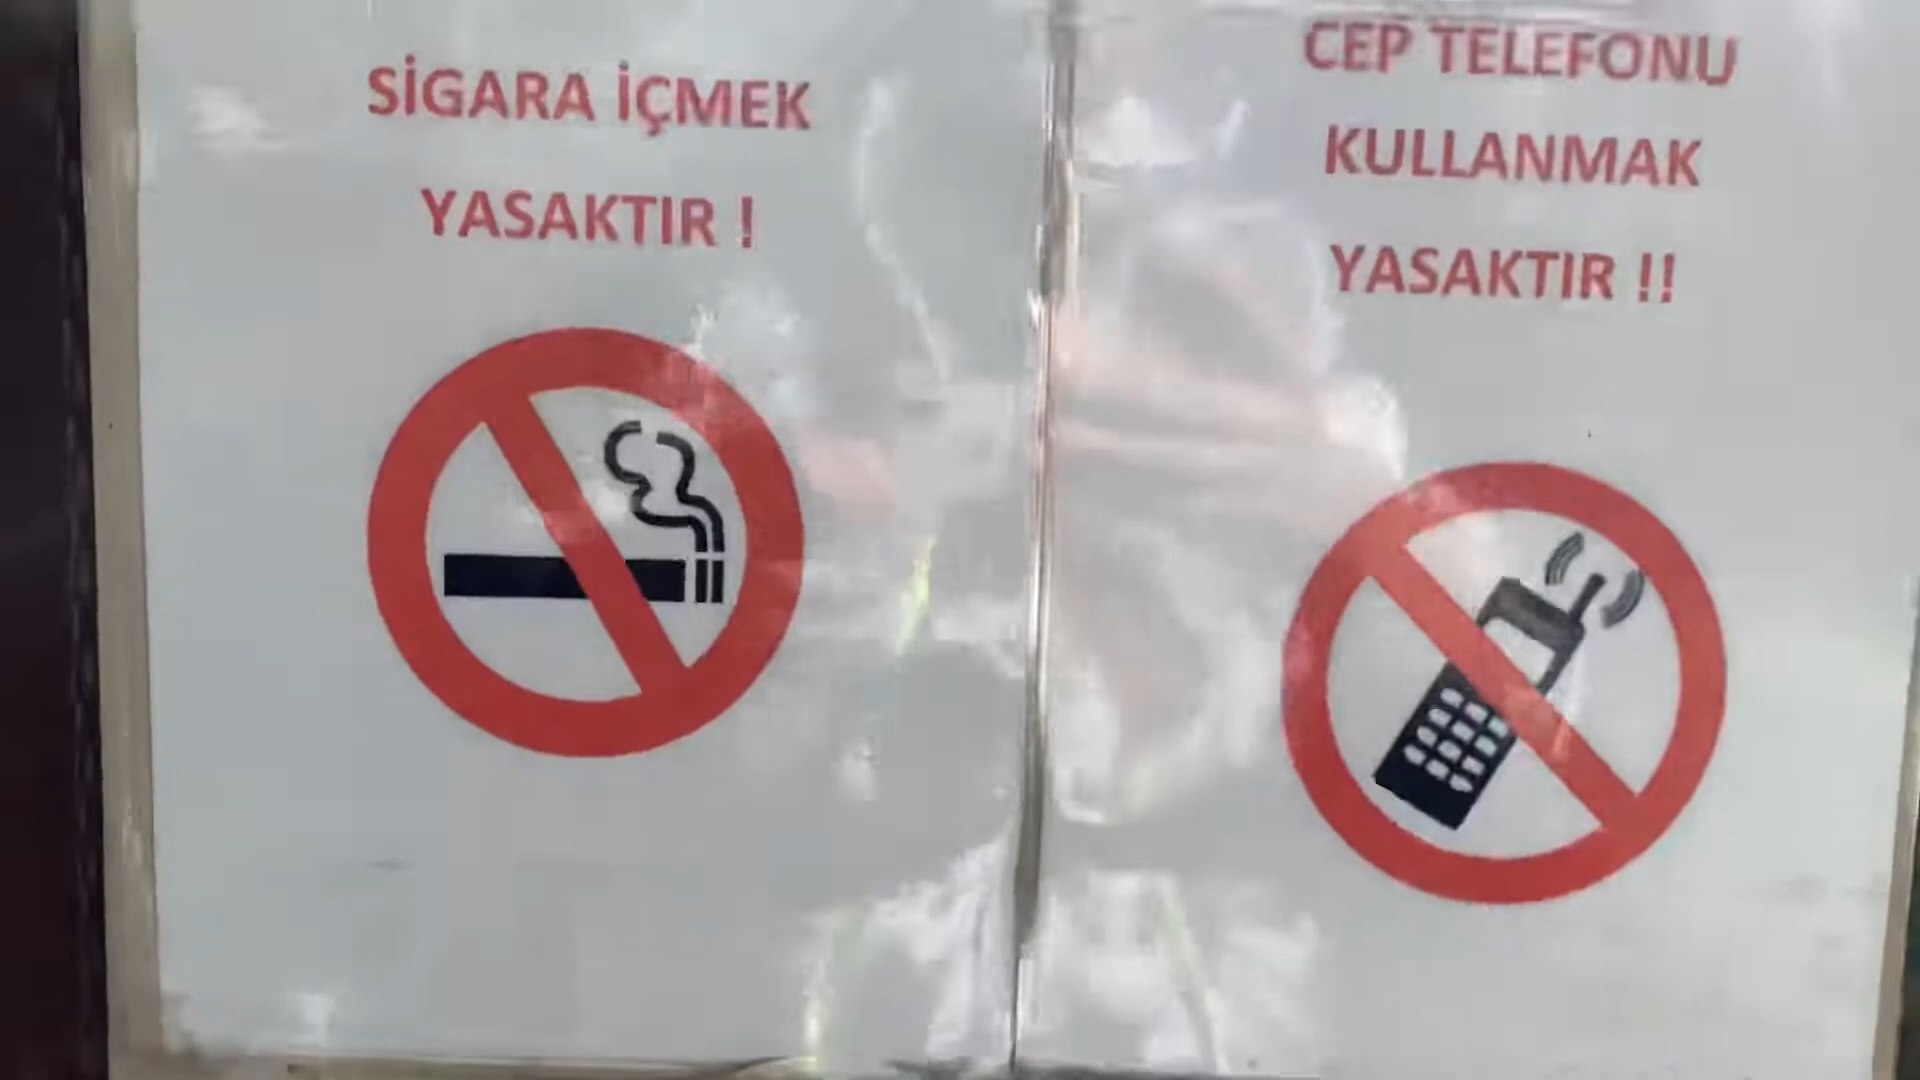 SİGARA İÇMEK
YASAKTIR !
CEP TELEFONU
KULLANMAK
YASAKTIR !!